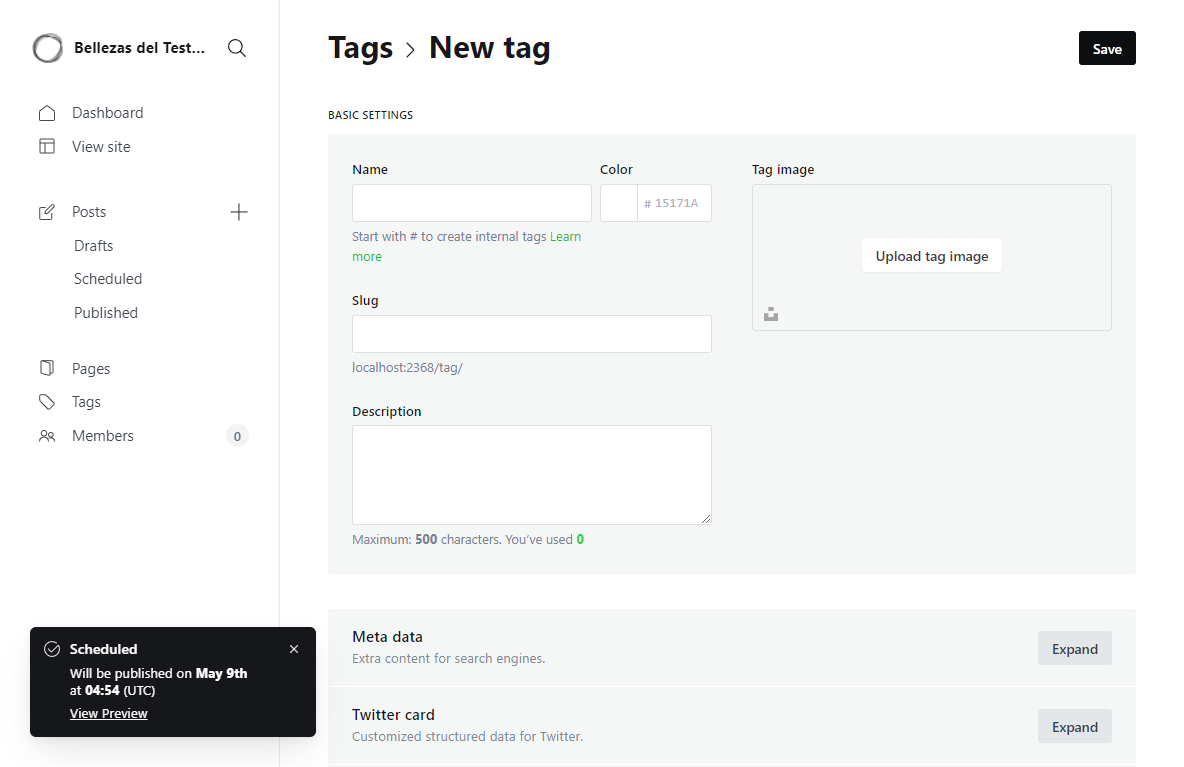 Bellezas del Test...
Dashboard
View site
Posts
Drafts
Scheduled
Published
Pages
Tags
Members
0
Scheduled
Will be published on May 9th
at 04:54 (UTC)
View Preview
Tags > New tag
Save
BASIC SETTINGS
Name
Color
# 15171A
Start with # to create internal tags Learn
more
Slug
localhost:2368/tag/
Description
Maximum: 500 characters. You’ve used 0
Tag image
Upload tag image
Meta data
Extra content for search engines.
Expand
Twitter card
Customized structured data for Twitter.
Expand